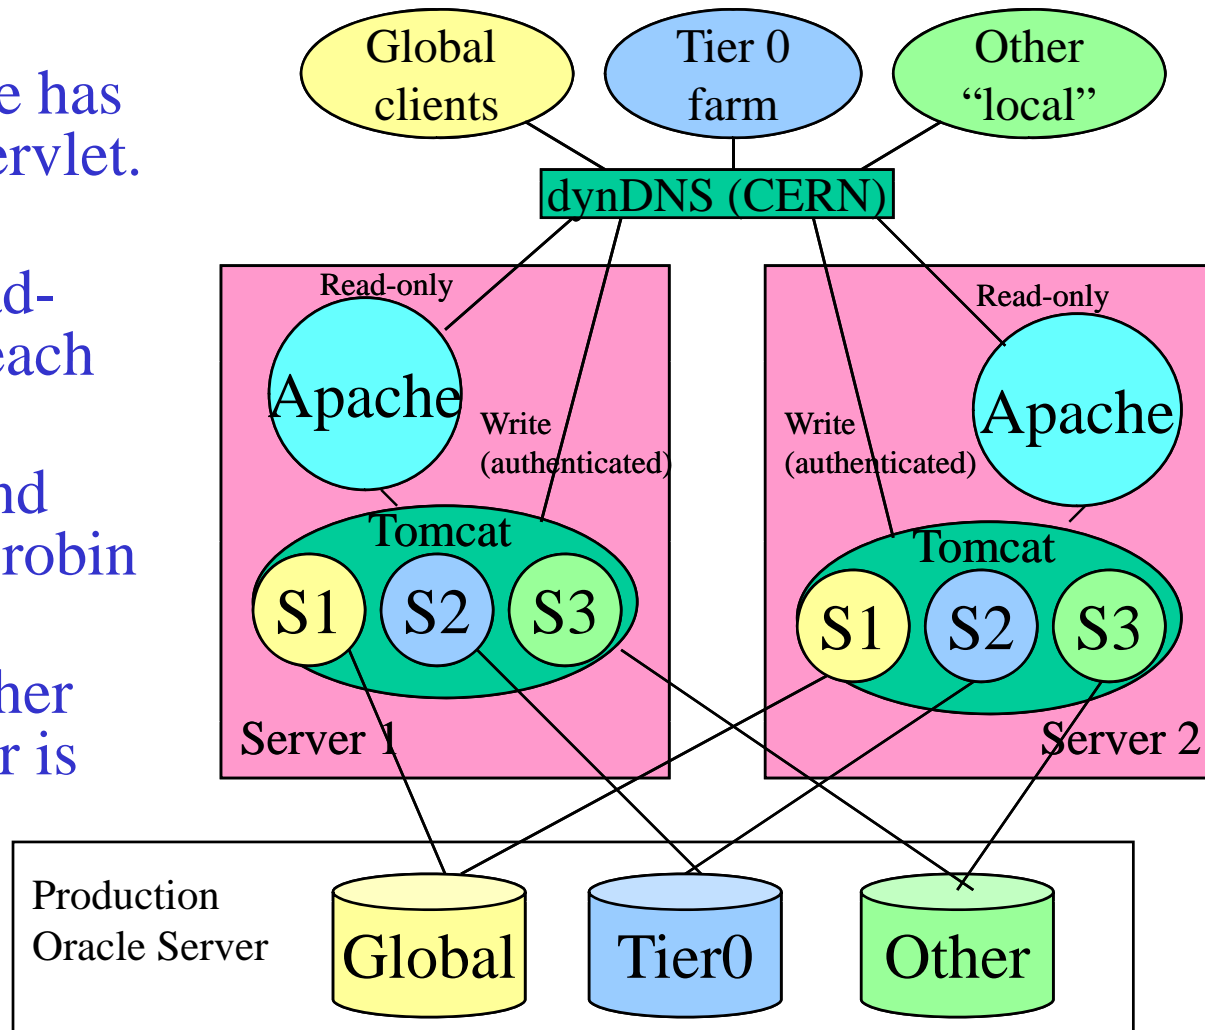 e has
ervlet.
ad-
each
nd
robin
her
r is
Global
clients
Tier 0
farm
Other
“local”
dynDNS (CERN)
Read-only
Apache
Write
(authenticated)
Tomcat
S1 S2 S3
Server 1
Read-only
Apache
Write
(authenticated)
Tomcat
S1 S2 S3
Server 2
Production
Oracle Server
Global
Tier0
Other